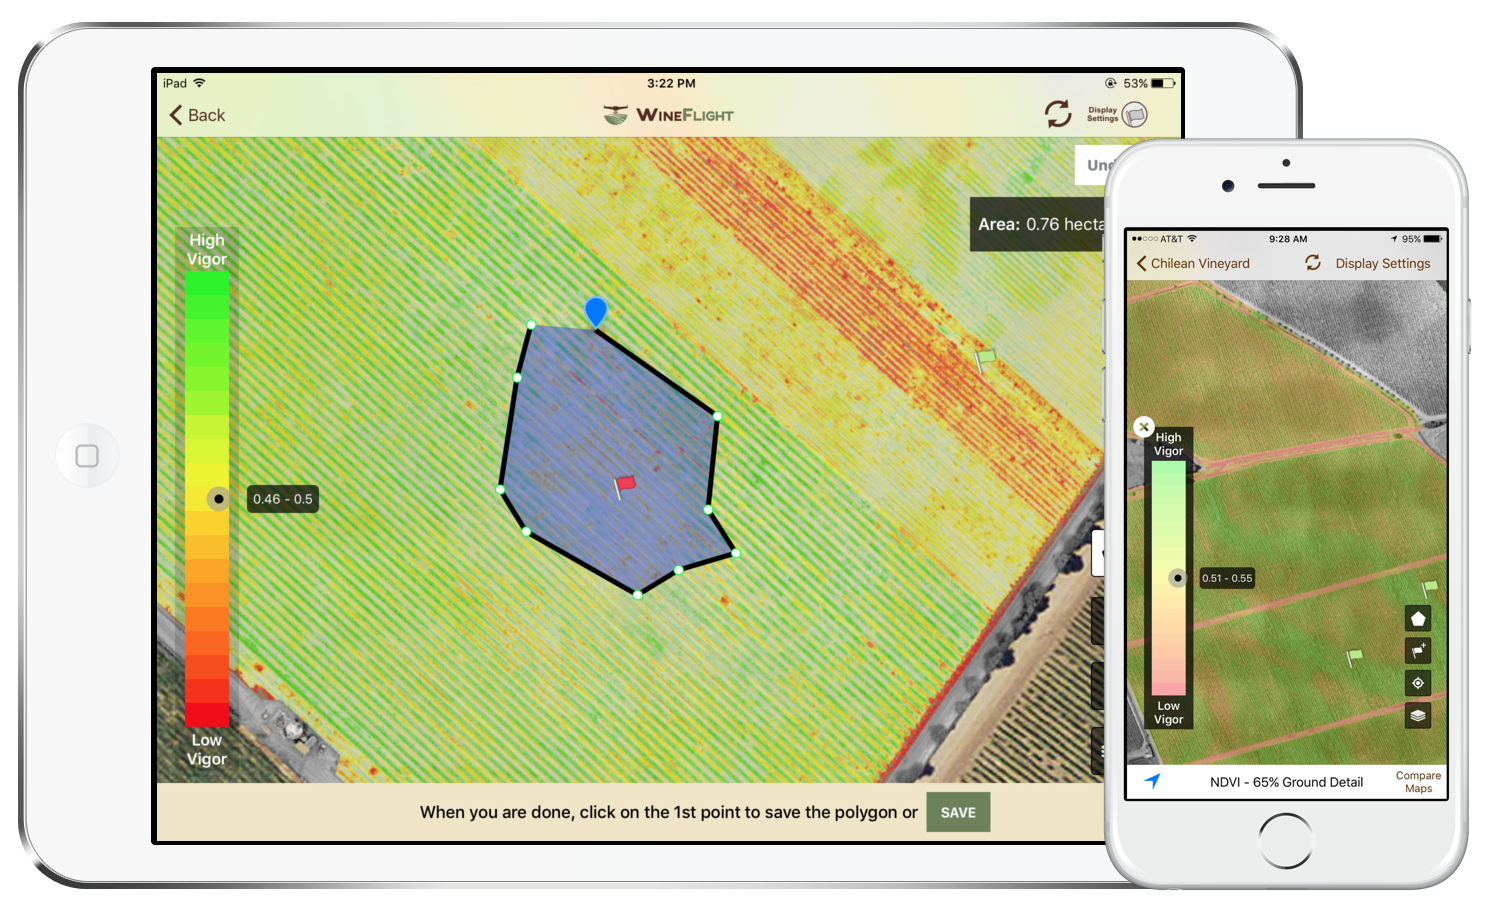 iPad
3:22 PM
53%
Back
WINEFLIGHT
Display
Settings
Area: 0.76
High
Vigor
0.46 - 0.5
Low
Vigor
When you are done, click on the 1st point to save the polygon or
SAVE
AT&T
9:28 AM
95%
Chilean Vineyard
Display Settings
High
Vigor
0.51 - 0.55
Low
Vigor
NDVI - 65% Ground Detail
Compare
Maps